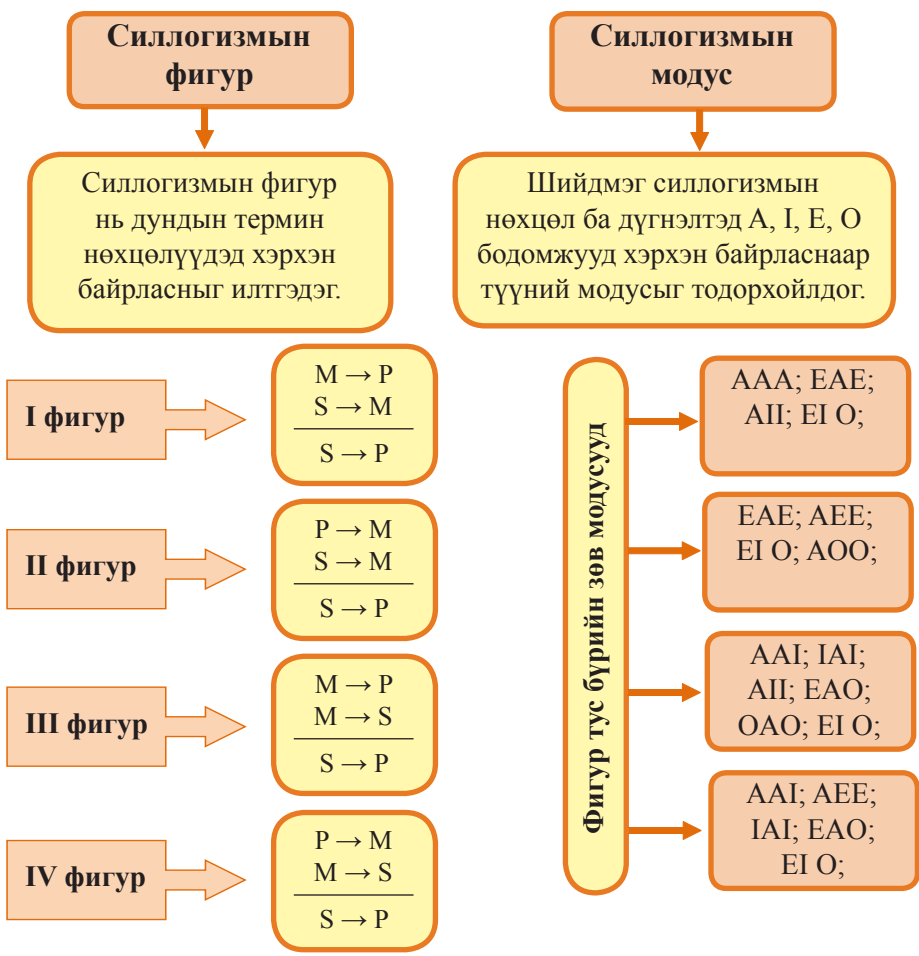 Силлогизмын
фигур
Силлогизмын фигур
нь дундын термин
нөхцөлүүдэд хэрхэн
байрласныг илтгэдэг.
I фигур
M → P
S → M
S → P
II фигур
P → M
S → M
S → P
III фигур
M → P
M → S
S → P
IV фигур
P → M
M → S
S → P
Силлогизмын
модус
Шийдмэг силлогизмын
нөхцөл ба дүгнэлтэд A, I, E, O
бодомжууд хэрхэн байрласнаар
түүний модусыг тодорхойлдог.
Фигур тус бүрийн зөв модусууд
AAA; EAE;
AII; EI O;
EAE; AEE;
EI O; AOO;
AAI; IAI;
AII; EAO;
OAO; EI O;
AAI; AEE;
IAI; EAO;
EI O;